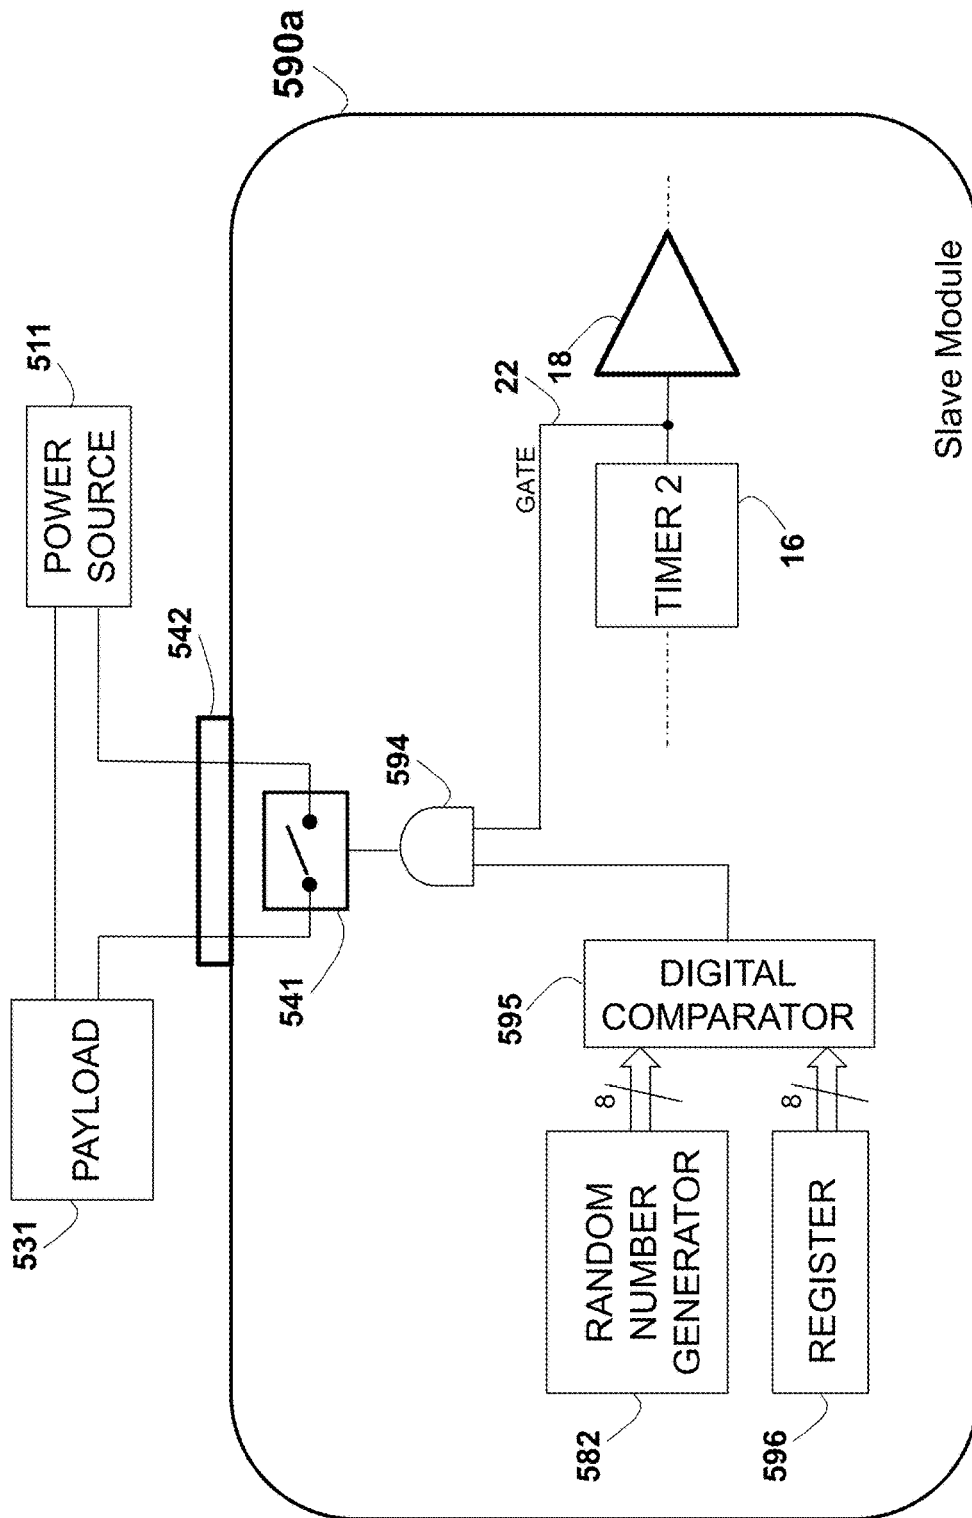 590a
511
POWER
SOURCE
542
PAYLOAD
531
541
594
GATE
22
18
TIMER 2
16
DIGITAL
COMPARATOR
595
8
8
RANDOM
NUMBER
GENERATOR
582
REGISTER
596
Slave Module